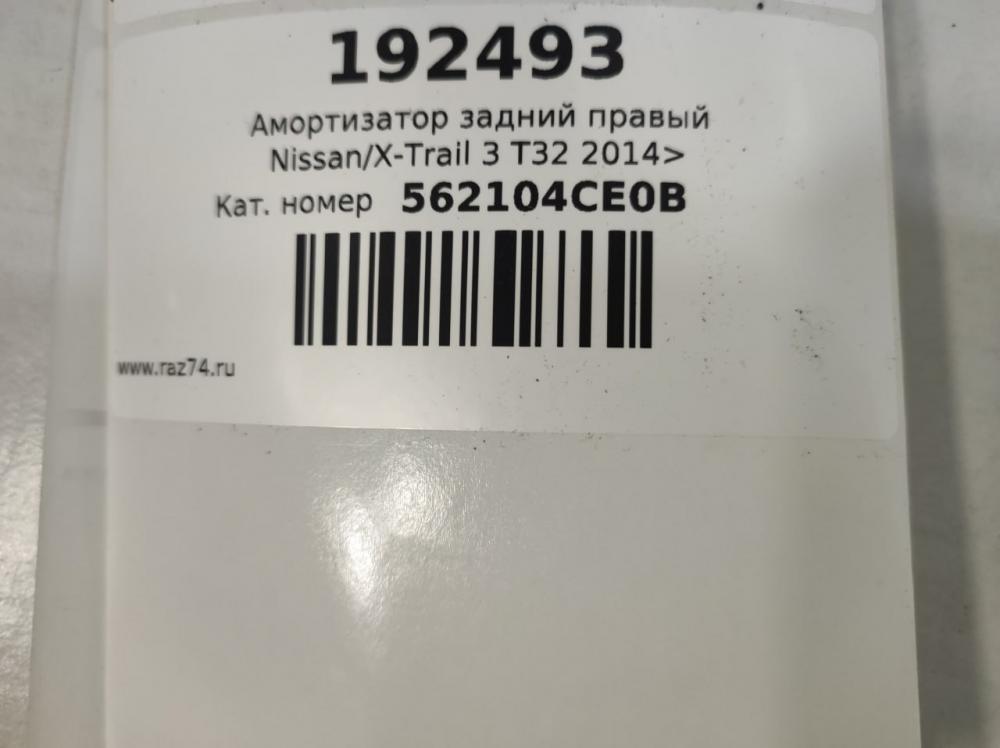 192493
Амортизатор задний правый
Nissan/X-Trail 3 T32 2014>
Кат. номер 562104CE0B
www.raz74.ru